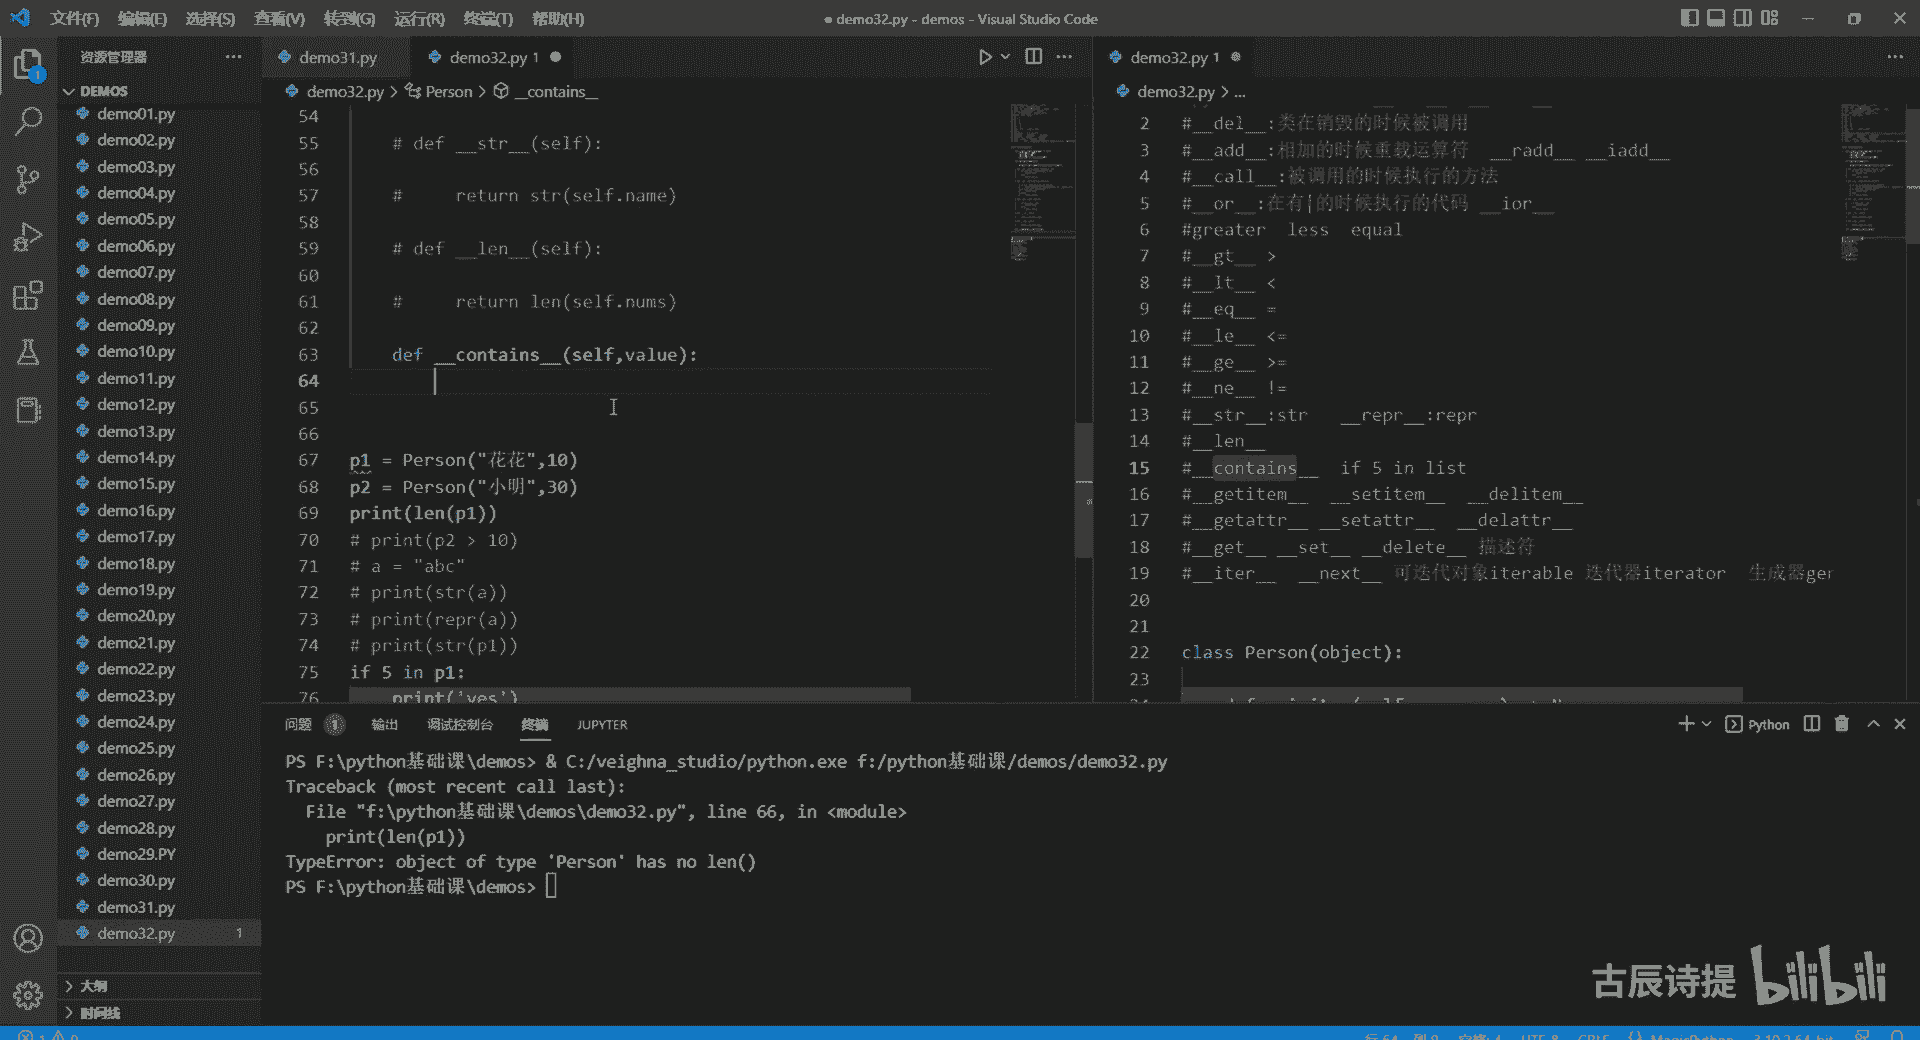 文件(F) 编辑(E) 选择(S) 查看(V) 转到(G) 运行(R) 终端(T) 帮助(H)
● demo32.py - demos - Visual Studio Code
资源管理器
DEMOS
demo01.py
demo02.py
demo03.py
demo04.py
demo05.py
demo06.py
demo07.py
demo08.py
demo09.py
demo10.py
demo11.py
demo12.py
demo13.py
demo14.py
demo15.py
demo16.py
demo17.py
demo18.py
demo19.py
demo20.py
demo21.py
demo22.py
demo23.py
demo24.py
demo25.py
demo26.py
demo27.py
demo28.py
demo29.PY
demo30.py
demo31.py
demo32.py 1
大纲
时间线
demo31.py demo32.py 1
demo32.py > Person > __contains__
54
55 # def __str__(self):
56
57 #     return str(self.name)
58
59 # def __len__(self):
60
61 #     return len(self.nums)
62
63 def __contains__(self,value):
64
65
66
67 p1 = Person("花花",10)
68 p2 = Person("小明",30)
69 print(len(p1))
70 # print(p2 > 10)
71 # a = "abc"
72 # print(str(a))
73 # print(repr(a))
74 # print(str(p1))
75 if 5 in p1:
76 print('yes')
demo32.py 1
demo32.py > ...
2 #__del__:类在销毁的时候被调用
3 #__add__:相加的时候重载运算符  __radd__ __iadd__
4 #__call__:被调用的时候执行的方法
5 #__or__:在有|的时候执行的代码 __ior__
6 #greater  less  equal
7 #__gt__ >
8 #__lt__ <
9 #__eq__ =
10 #__le__ <=
11 #__ge__ >=
12 #__ne__ !=
13 #__str__:str   __repr__:repr
14 #__len__
15 #__contains__  if 5 in list
16 #__getitem__  __setitem__  __delitem__
17 #__getattr__ __setattr__  __delattr__
18 #__get__ __set__ __delete__ 描述符
19 #__iter__  __next__ 可迭代对象iterable 迭代器iterator  生成器ger
20
21
22 class Person(object):
23
问题 1 输出 调试控制台 终端 JUPYTER
Python
PS F:\python基础课\demos> & C:/veighna_studio/python.exe f:/python基础课/demos/demo32.py
Traceback (most recent call last):
  File "f:\python基础课\demos\demo32.py", line 66, in <module>
    print(len(p1))
TypeError: object of type 'Person' has no len()
PS F:\python基础课\demos>
古辰诗提 bilibili